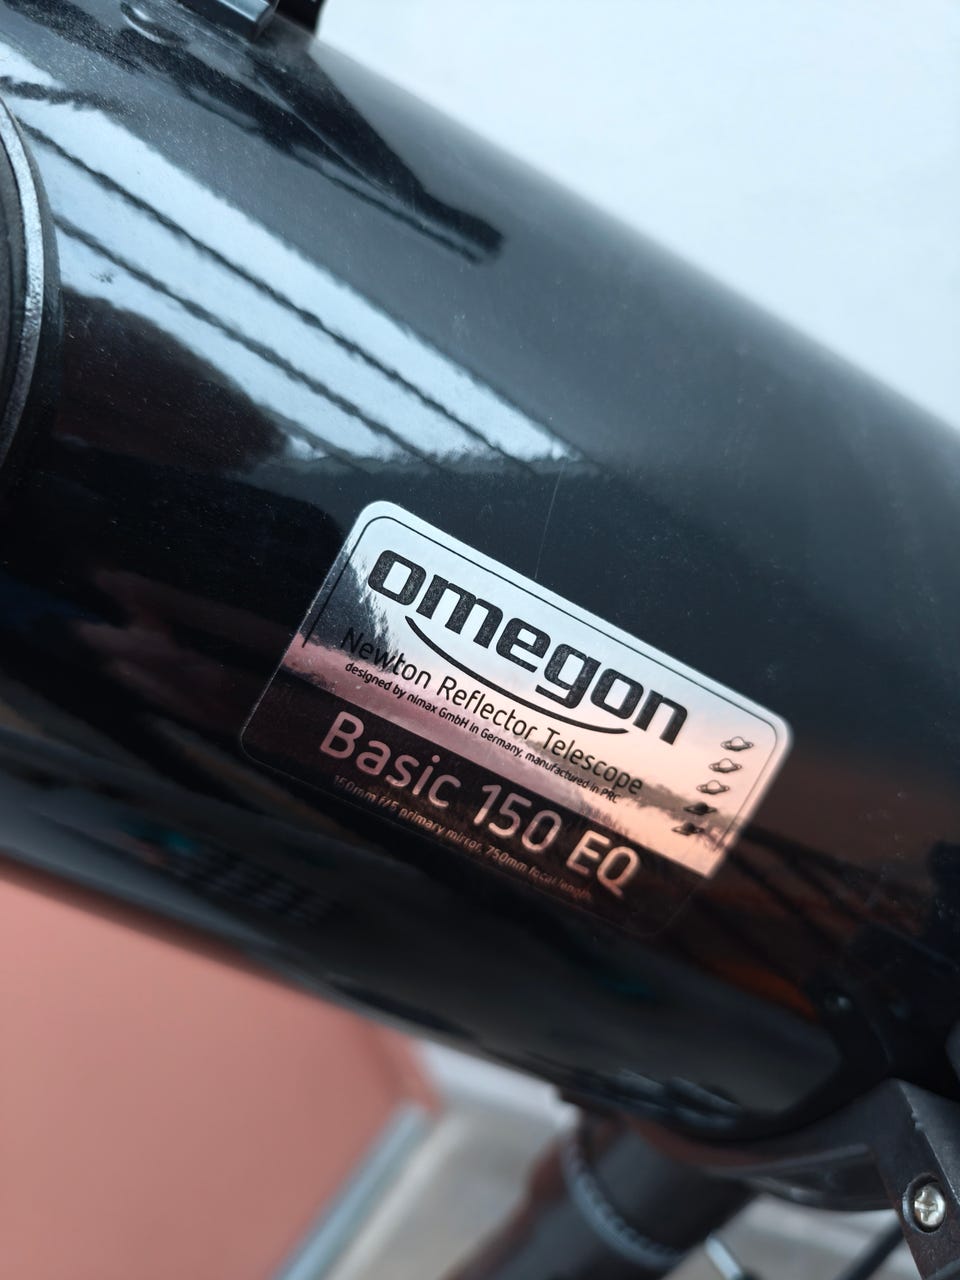 omegon
Newton Reflector Telescope
designed by nimax GmbH in Germany, manufactured in PRC
Basic 150 EQ
150mm f/5 primary mirror, 750mm focal length